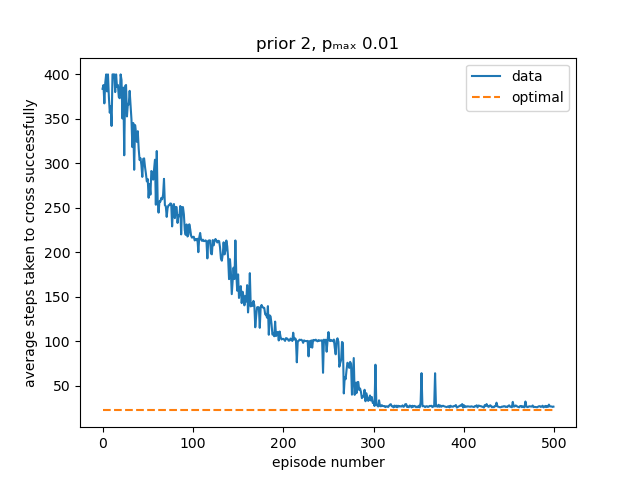 prior 2, pₘₐₓ 0.01
data
optimal
average steps taken to cross successfully
400
350
300
250
200
150
100
50
0
100
200
300
400
500
episode number